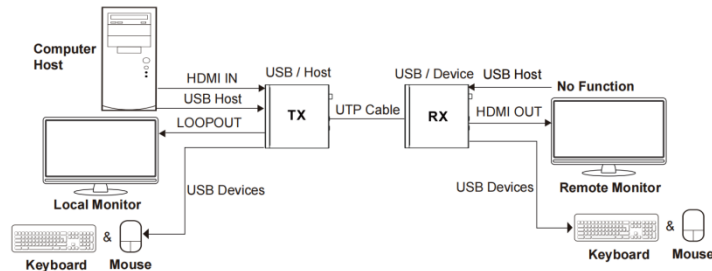 Computer
Host
HDMI IN
USB Host
LOOPOUT
USB / Host
TX
UTP Cable
USB / Device
RX
USB Host
No Function
HDMI OUT
USB Devices
Local Monitor
USB Devices
Remote Monitor
&
Keyboard
Mouse
&
Keyboard
Mouse